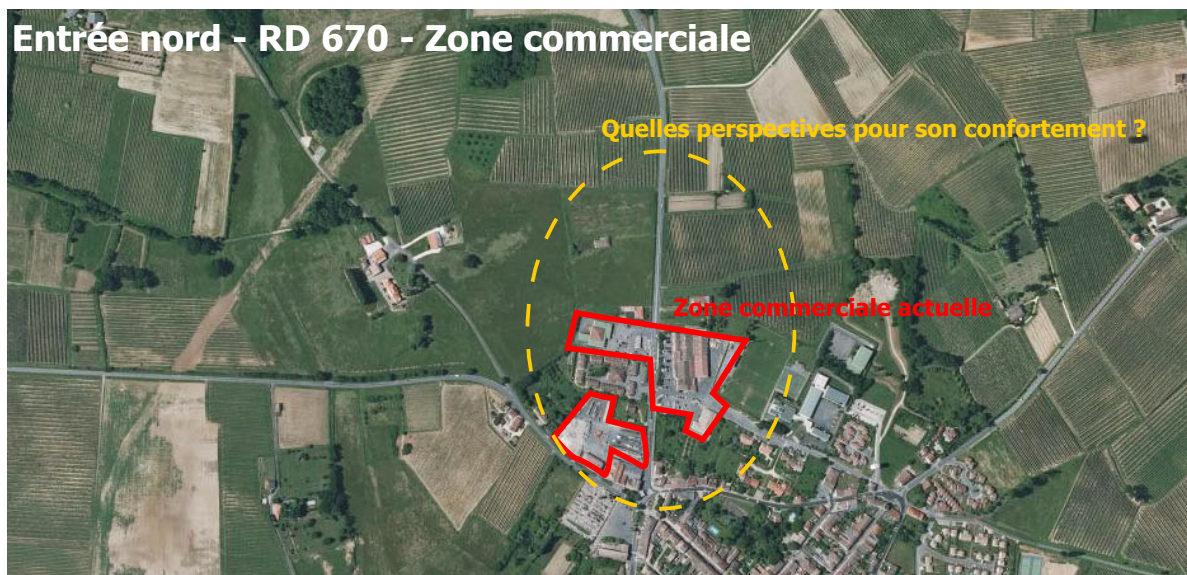 Entrée nord - RD 670 - Zone commerciale
Quelles perspectives pour son confortement ?
Zone commerciale actuelle